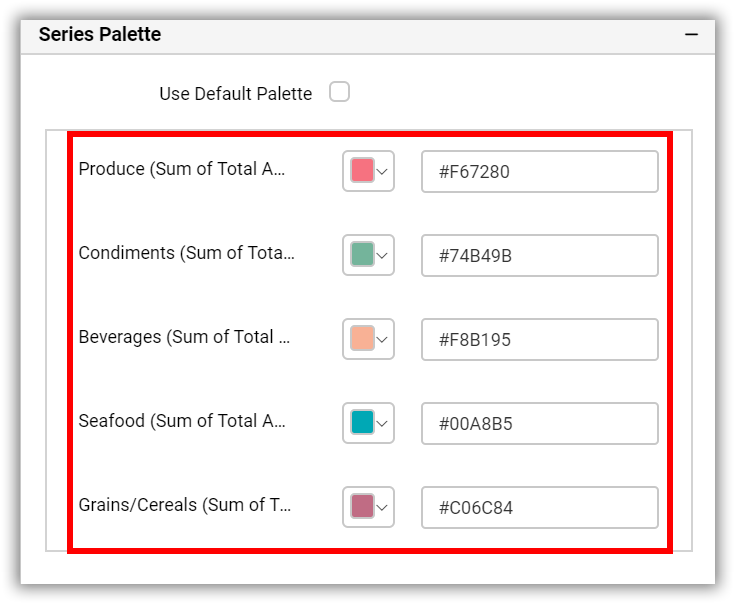 Series Palette
Use Default Palette
Produce (Sum of Total A... #F67280
Condiments (Sum of Tota... #74B49B
Beverages (Sum of Total ... #F8B195
Seafood (Sum of Total A... #00A8B5
Grains/Cereals (Sum of T... #C06C84